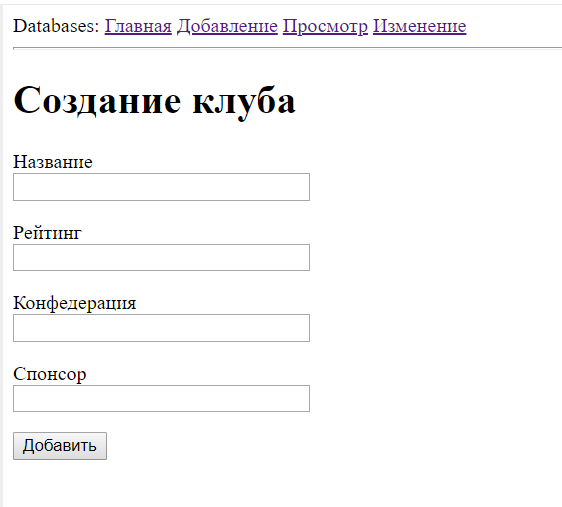 Databases: Главная Добавление Просмотр Изменение
Создание клуба
Название
Рейтинг
Конфедерация
Спонсор
Добавить